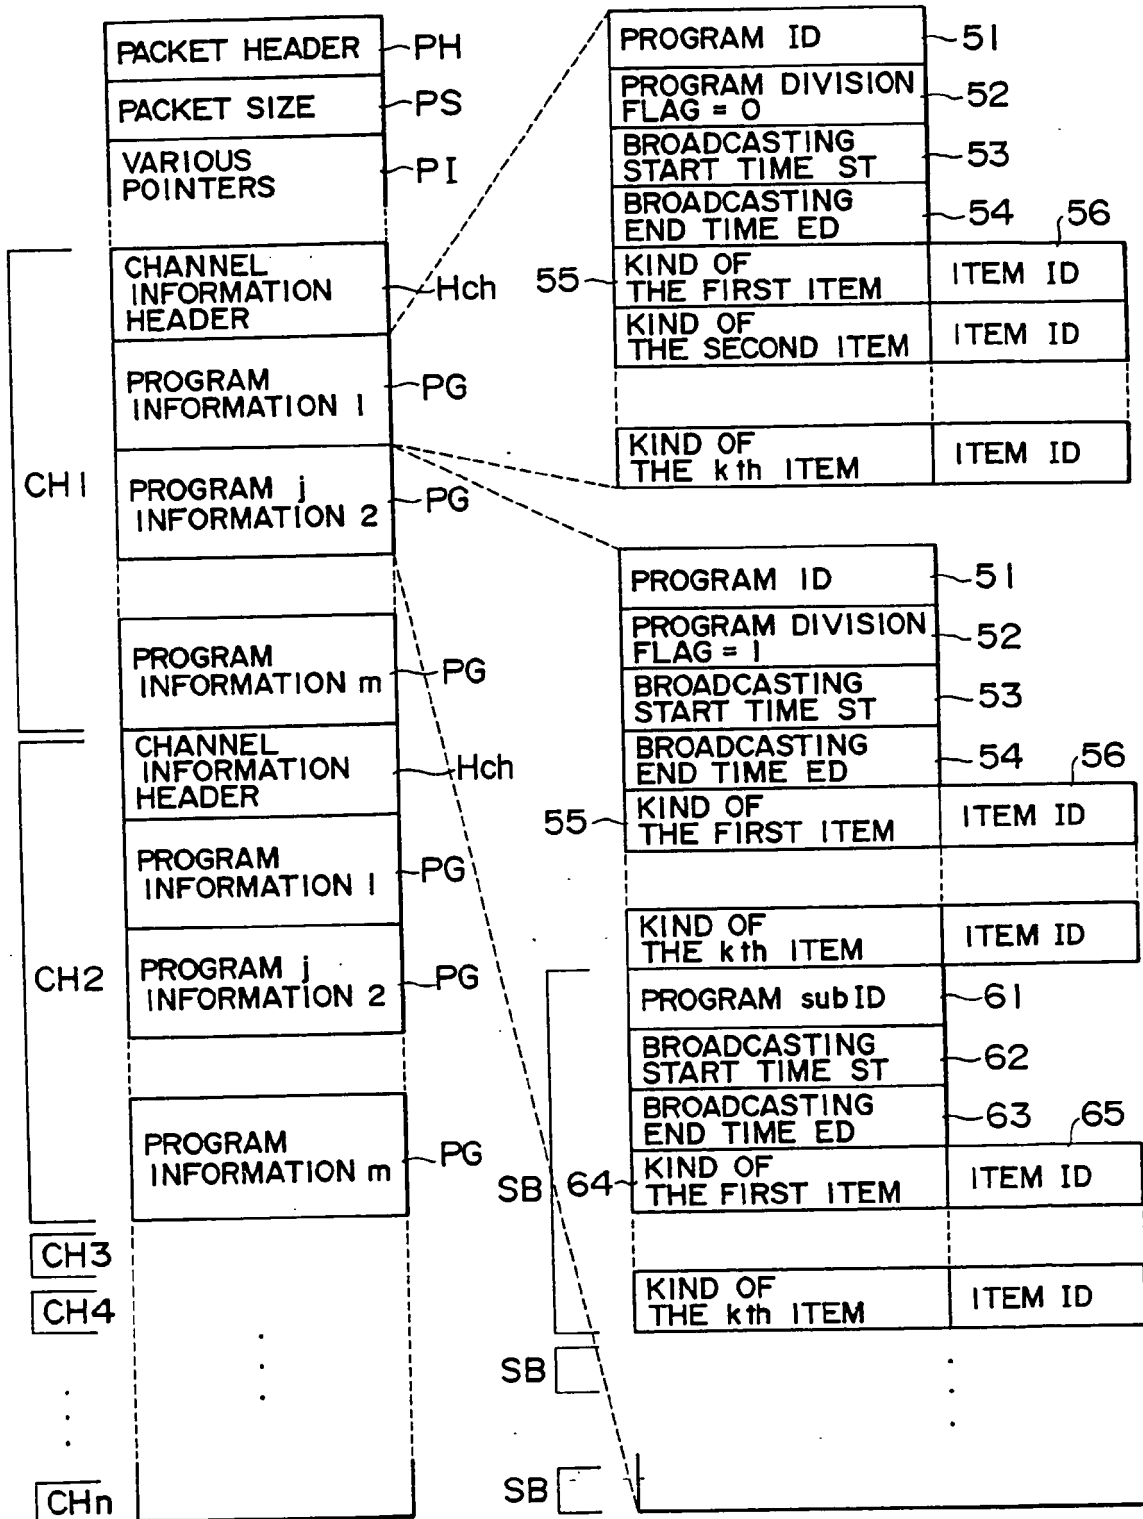 PACKET HEADER
PH
PACKET SIZE
PS
VARIOUS
POINTERS
PI
CH1
CHANNEL
INFORMATION
HEADER
Hch
PROGRAM
INFORMATION 1
PG
PROGRAM j
INFORMATION 2
PG
PROGRAM
INFORMATION m
PG
CH2
CHANNEL
INFORMATION
HEADER
Hch
PROGRAM
INFORMATION 1
PG
PROGRAM j
INFORMATION 2
PG
PROGRAM
INFORMATION m
PG
CH3
CH4
CHn
PROGRAM ID
51
PROGRAM DIVISION
FLAG = 0
52
BROADCASTING
START TIME ST
53
BROADCASTING
END TIME ED
54
56
55
KIND OF
THE FIRST ITEM
ITEM ID
KIND OF
THE SECOND ITEM
ITEM ID
KIND OF
THE kth ITEM
ITEM ID
PROGRAM ID
51
PROGRAM DIVISION
FLAG = 1
52
BROADCASTING
START TIME ST
53
BROADCASTING
END TIME ED
54
56
55
KIND OF
THE FIRST ITEM
ITEM ID
KIND OF
THE kth ITEM
ITEM ID
SB
PROGRAM subID
61
BROADCASTING
START TIME ST
62
BROADCASTING
END TIME ED
63
65
64
KIND OF
THE FIRST ITEM
ITEM ID
KIND OF
THE kth ITEM
ITEM ID
SB
SB